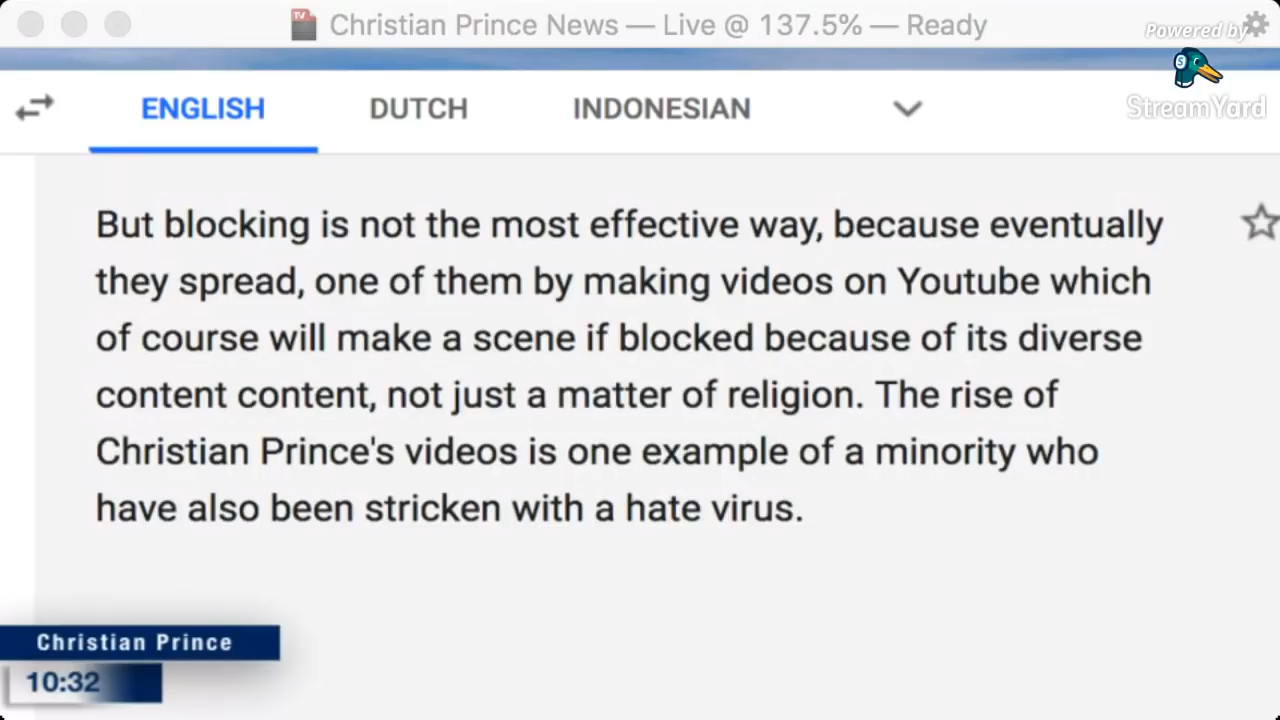 TV
Christian Prince News — Live @ 137.5% — Ready
Powered by
StreamYard
ENGLISH DUTCH INDONESIAN
But blocking is not the most effective way, because eventually
they spread, one of them by making videos on Youtube which
of course will make a scene if blocked because of its diverse
content content, not just a matter of religion. The rise of
Christian Prince's videos is one example of a minority who
have also been stricken with a hate virus.
Christian Prince
10:32